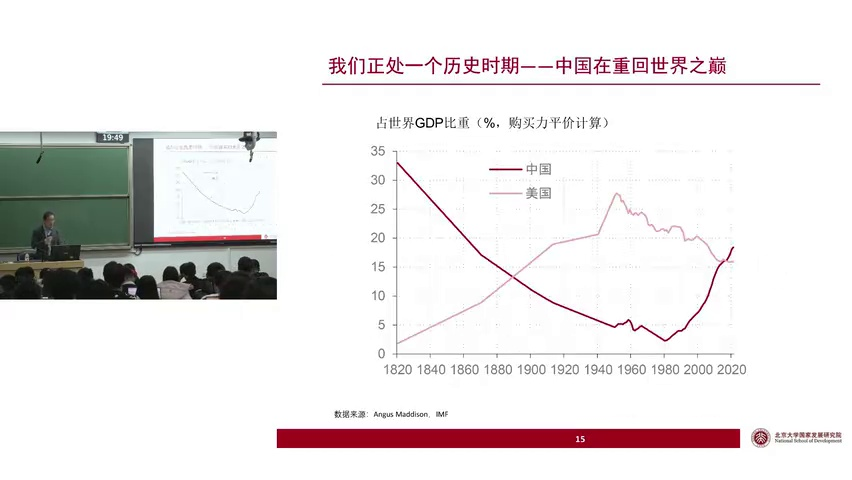 我们正处一个历史时期——中国在重回世界之巅
占世界GDP比重（%，购买力平价计算）
35
30
25
20
15
10
5
0
中国
美国
1820 1840 1860 1880 1900 1920 1940 1960 1980 2000 2020
数据来源：Angus Maddison、IMF
15
北京大学国家发展研究院
National School of Development
19:49